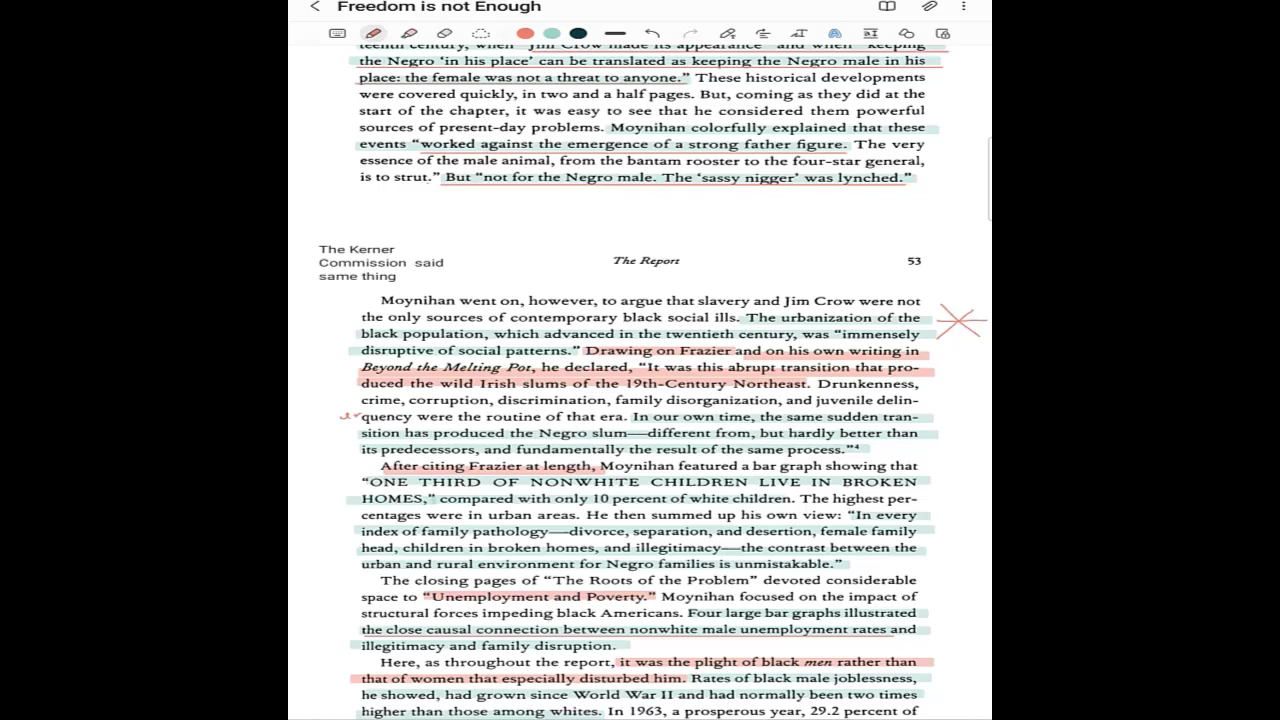 Freedom is not Enough
teenth century, when "Jim Crow made its appearance" and when "keeping
the Negro 'in his place' can be translated as keeping the Negro male in his
place: the female was not a threat to anyone." These historical developments
were covered quickly, in two and a half pages. But, coming as they did at the
start of the chapter, it was easy to see that he considered them powerful
sources of present-day problems. Moynihan colorfully explained that these
events "worked against the emergence of a strong father figure. The very
essence of the male animal, from the bantam rooster to the four-star general,
is to strut." But "not for the Negro male. The 'sassy nigger' was lynched."
The Kerner
Commission said
same thing
The Report
53
Moynihan went on, however, to argue that slavery and Jim Crow were not
the only sources of contemporary black social ills. The urbanization of the
black population, which advanced in the twentieth century, was "immensely
disruptive of social patterns." Drawing on Frazier and on his own writing in
Beyond the Melting Pot, he declared, "It was this abrupt transition that pro-
duced the wild Irish slums of the 19th-Century Northeast. Drunkenness,
crime, corruption, discrimination, family disorganization, and juvenile delin-
quency were the routine of that era. In our own time, the same sudden tran-
sition has produced the Negro slum—different from, but hardly better than
its predecessors, and fundamentally the result of the same process."4
After citing Frazier at length, Moynihan featured a bar graph showing that
"ONE THIRD OF NONWHITE CHILDREN LIVE IN BROKEN
HOMES," compared with only 10 percent of white children. The highest per-
centages were in urban areas. He then summed up his own view: "In every
index of family pathology—divorce, separation, and desertion, female family
head, children in broken homes, and illegitimacy—the contrast between the
urban and rural environment for Negro families is unmistakable."
The closing pages of "The Roots of the Problem" devoted considerable
space to "Unemployment and Poverty." Moynihan focused on the impact of
structural forces impeding black Americans. Four large bar graphs illustrated
the close causal connection between nonwhite male unemployment rates and
illegitimacy and family disruption.
Here, as throughout the report, it was the plight of black men rather than
that of women that especially disturbed him. Rates of black male joblessness,
he showed, had grown since World War II and had normally been two times
higher than those among whites. In 1963, a prosperous year, 29.2 percent of